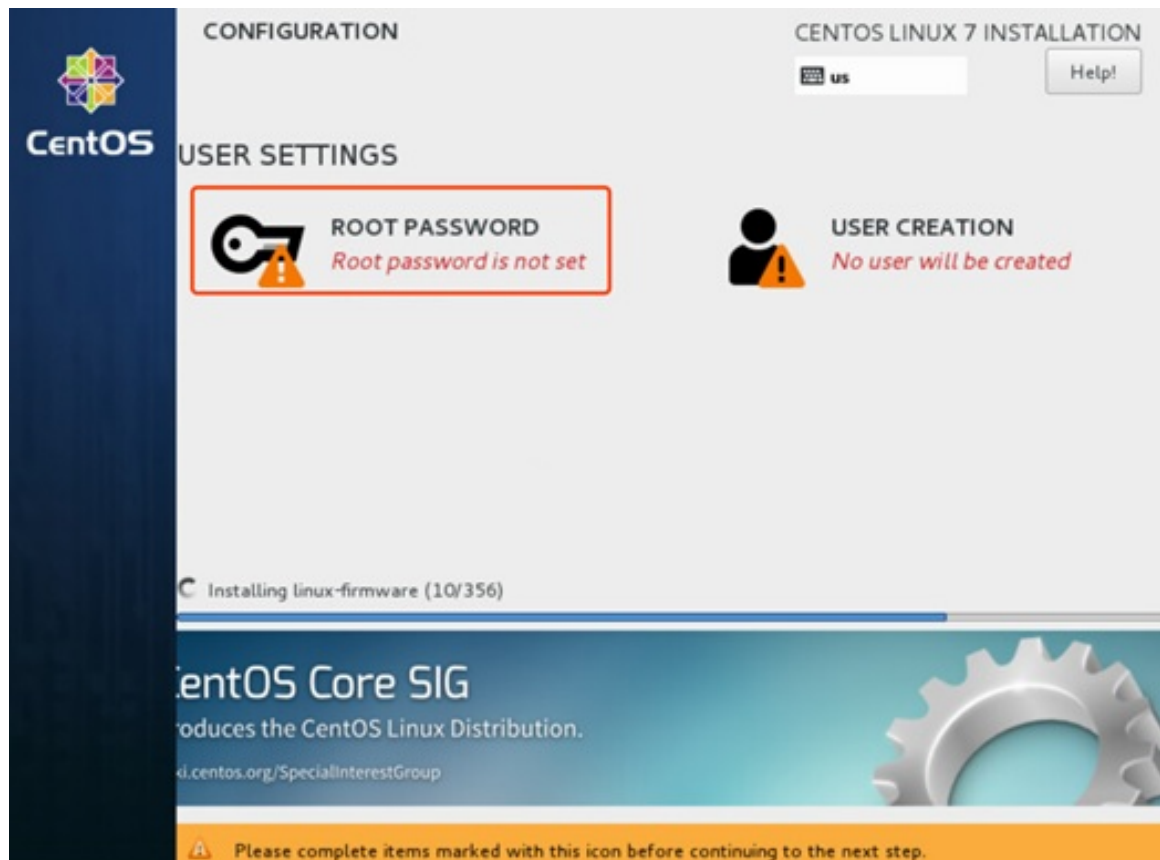 CONFIGURATION
CENTOS LINUX 7 INSTALLATION
us
Help!
CentOS
USER SETTINGS
ROOT PASSWORD
Root password is not set
USER CREATION
No user will be created
Installing linux-firmware (10/356)
entOS Core SIG
oduces the CentOS Linux Distribution.
ki.centos.org/SpecialInterestGroup
Please complete items marked with this icon before continuing to the next step.